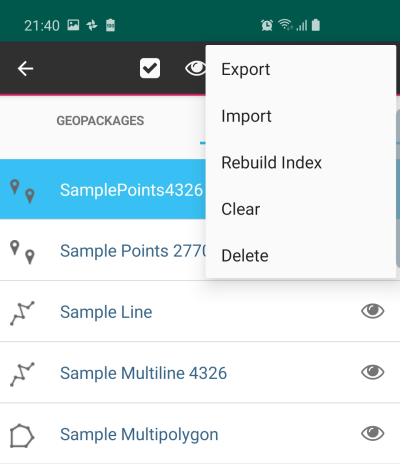 21:40
Export
GEOPACKAGES
Import
Rebuild Index
SamplePoints4326
Clear
Sample Points 2770
Delete
Sample Line
Sample Multiline 4326
Sample Multipolygon